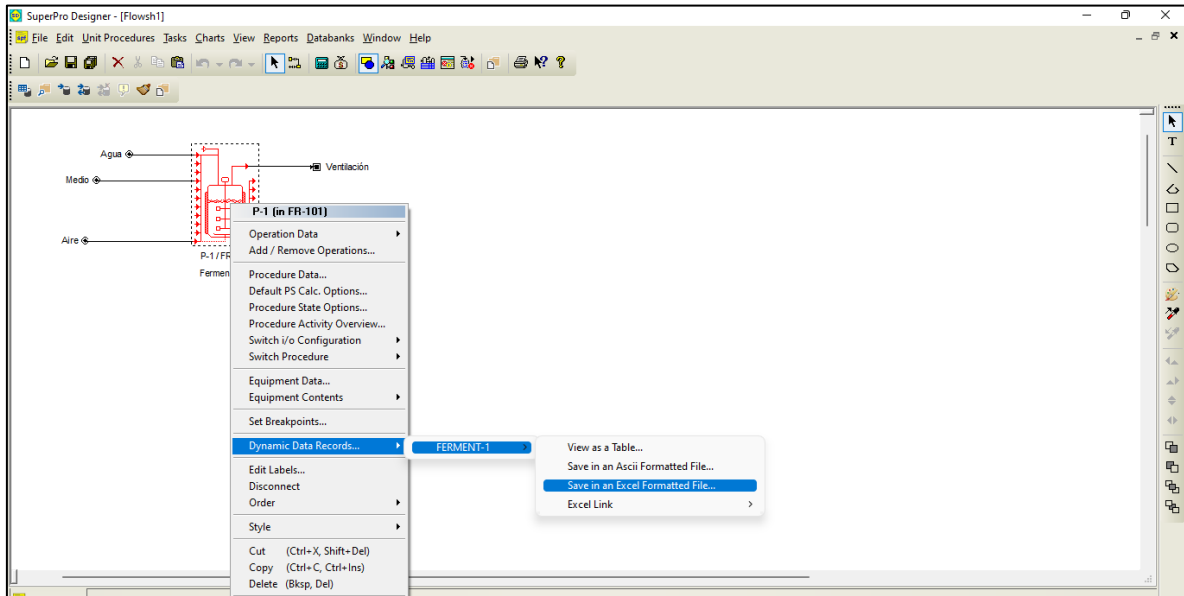 SuperPro Designer - [Flowsh1]
File Edit Unit Procedures Tasks Charts View Reports Databanks Window Help
T
Agua
Ventilación
Medio
Aire
P-1 / FR
Fermen
P-1 (in FR-101)
Operation Data
Add / Remove Operations...
Procedure Data...
Default PS Calc. Options...
Procedure State Options...
Procedure Activity Overview...
Switch i/o Configuration
Switch Procedure
Equipment Data...
Equipment Contents
Set Breakpoints...
Dynamic Data Records...
Edit Labels...
Disconnect
Order
Style
Cut (Ctrl+X, Shift+Del)
Copy (Ctrl+C, Ctrl+Ins)
Delete (Bksp, Del)
FERMENT-1
View as a Table...
Save in an Ascii Formatted File...
Save in an Excel Formatted File...
Excel Link